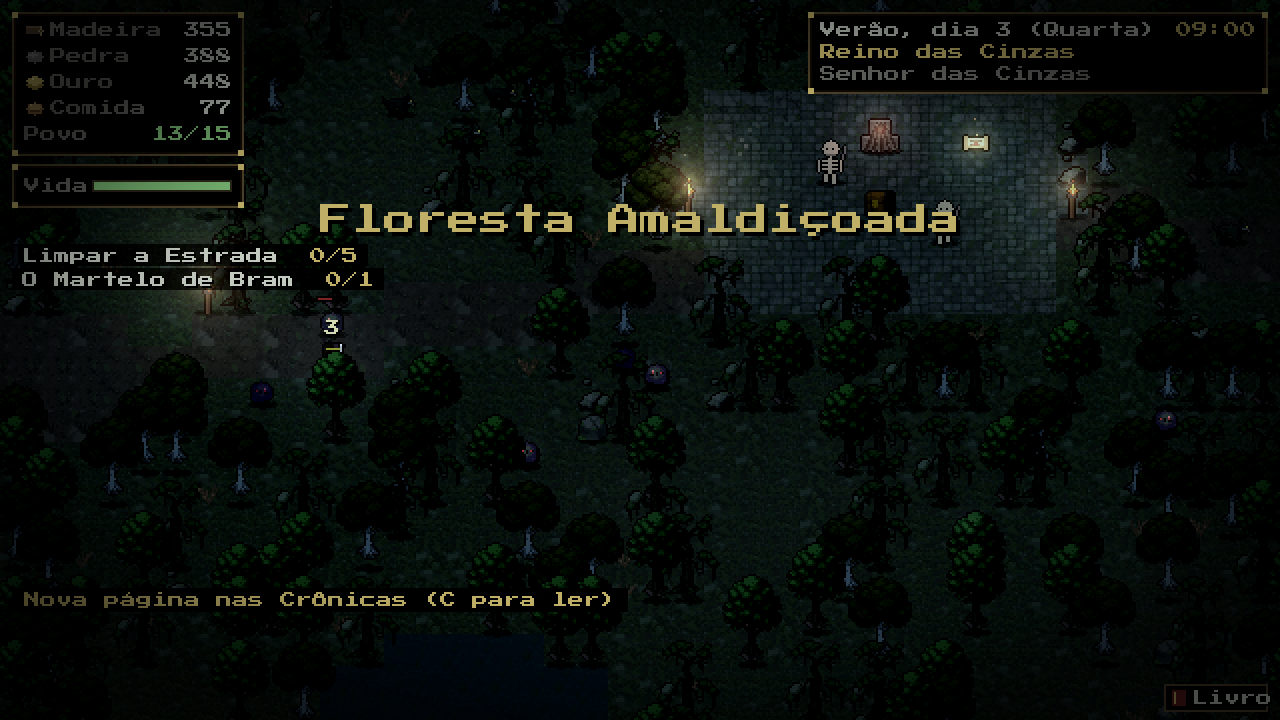 Madeira 355
Pedra 388
Ouro 448
Comida 77
Povo 13/15
Vida
Verão, dia 3 (Quarta) 09:00
Reino das Cinzas
Senhor das Cinzas
Floresta Amaldiçoada
Limpar a Estrada 0/5
O Martelo de Bram 0/1
3
Nova página nas Crônicas (C para ler)
Livro